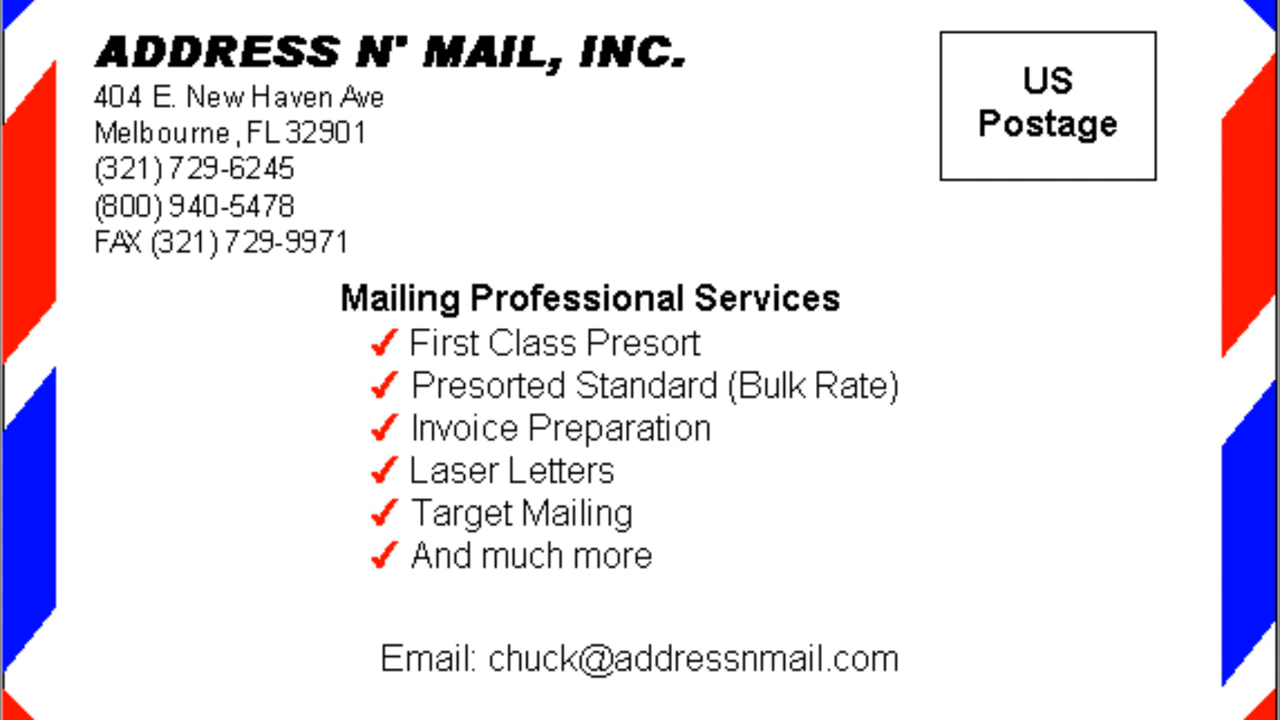 ADDRESS N' MAIL, INC.
404 E. New Haven Ave
Melbourne, FL 32901
(321) 729-6245
(800) 940-5478
FAX (321) 729-9971
US
Postage
Mailing Professional Services
First Class Presort
Presorted Standard (Bulk Rate)
Invoice Preparation
Laser Letters
Target Mailing
And much more
Email: chuck@addressnmail.com